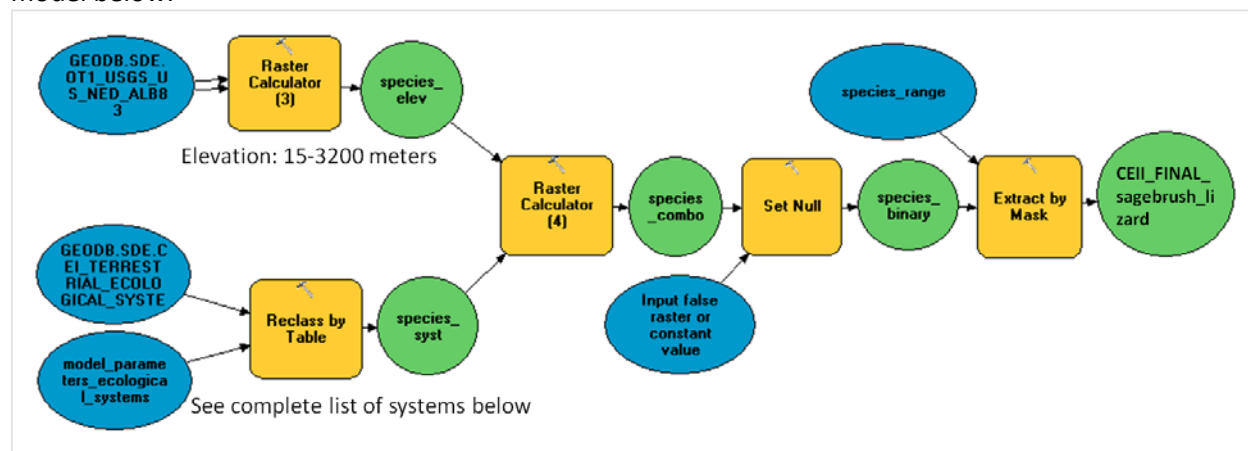 model below:
GEODB.SDE.
OT1_USGS_U
S_NED_ALB8
3
Raster
Calculator
(3)
species_
elev
Elevation: 15-3200 meters
species_range
Raster
Calculator
(4)
species
_combo
Set Null
species_
binary
Extract by
Mask
CEII_FINAL_
sagebrush_li
zard
GEODB.SDE.C
EI_TERREST
RIAL_ECOLO
GICAL_SYSTE
Reclass by
Table
species_
syst
Input false
raster or
constant
value
model_parame
ters_ecologica
l_systems
See complete list of systems below